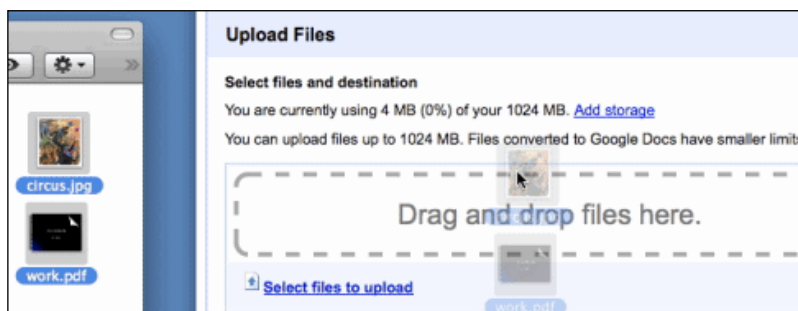 Upload Files
Select files and destination
You are currently using 4 MB (0%) of your 1024 MB. Add storage
You can upload files up to 1024 MB. Files converted to Google Docs have smaller limits
circus.jpg
Drag and drop files here.
work.pdf
Select files to upload
work.pdf